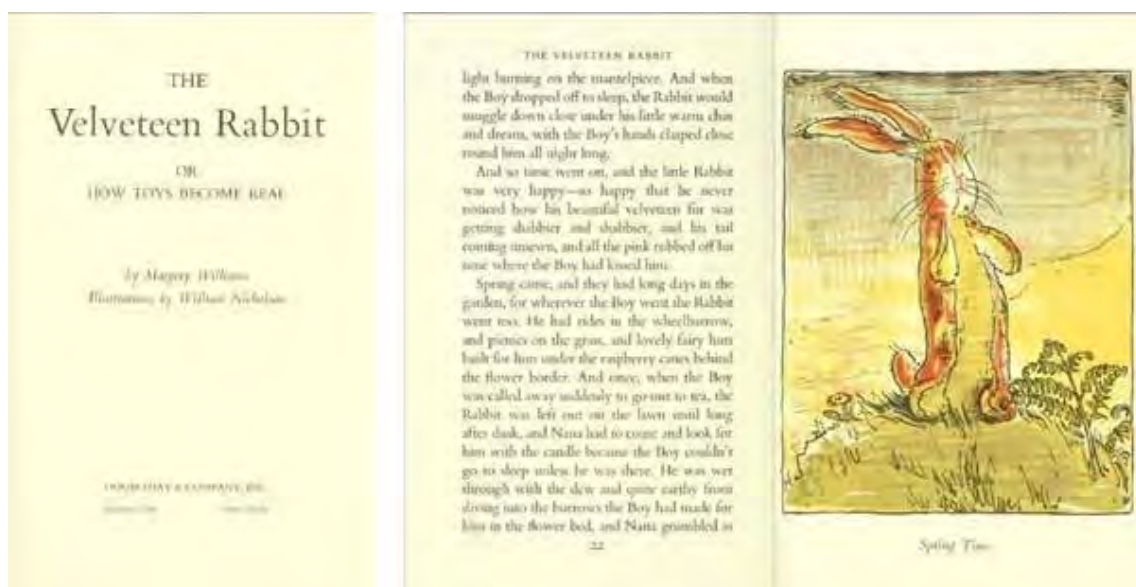 THE
Velveteen Rabbit
OR
HOW TOYS BECOME REAL
by Margery Williams
Illustrations by William Nicholson
DOUBLEDAY & COMPANY, INC.
THE VELVETEEN RABBIT
light burning on the mantelpiece. And when
the Boy dropped off to sleep, the Rabbit would
snuggle down close under his little warm chin
and dream, with the Boy's hands clasped close
round him all night long.
And so time went on, and the little Rabbit
was very happy—so happy that he never
noticed how his beautiful velveteen fur was
getting shabbier and shabbier, and his tail
coming unsewn, and all the pink rubbed off his
nose where the Boy had kissed him.
Spring came, and they had long days in the
garden, for wherever the Boy went the Rabbit
went too. He had rides in the wheelbarrow,
and picnics on the grass, and lovely fairy huts
built for him under the raspberry canes behind
the flower border. And once, when the Boy
was called away suddenly to go out to tea, the
Rabbit was left out on the lawn until long
after dusk, and Nana had to come and look for
him with the candle because the Boy couldn't
go to sleep unless he was there. He was wet
through with the dew and quite earthy from
diving into the burrows the Boy had made for
him in the flower bed, and Nana grumbled as
22
Spring Time